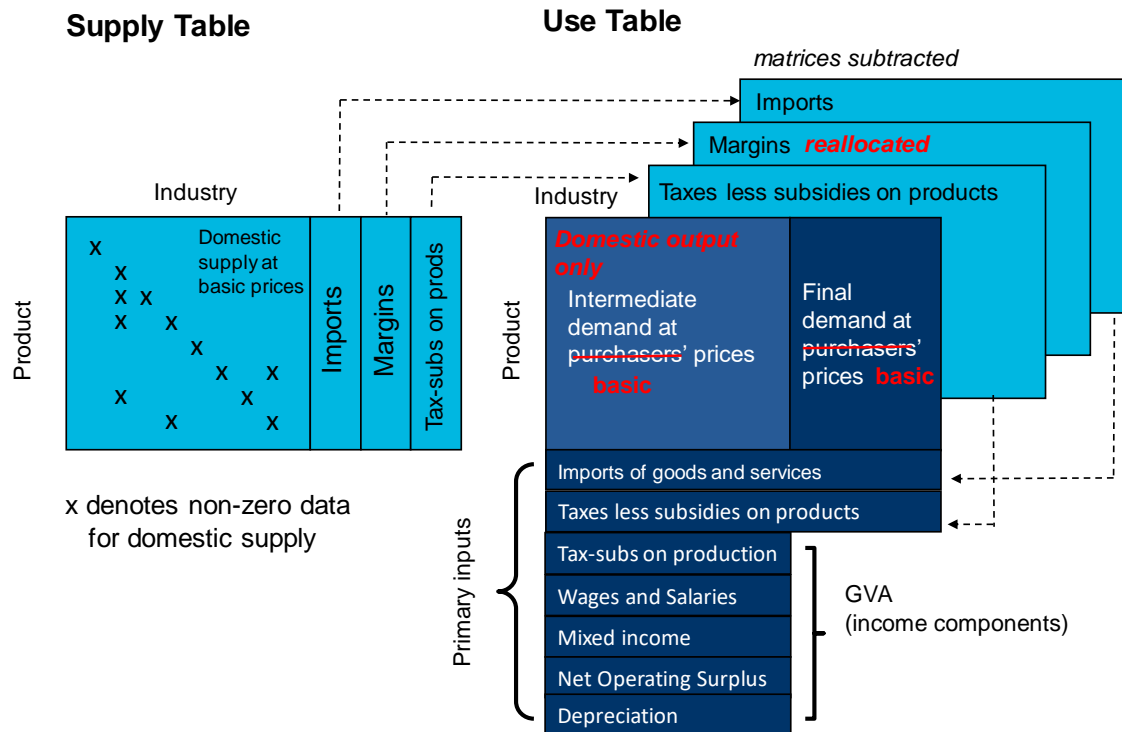 Supply Table
Use Table
matrices subtracted
Imports
Margins reallocated
Taxes less subsidies on products
Industry
Industry
Product
x
x
x x
x x
x
x x
x x
x x
Domestic
supply at
basic prices
Imports
Margins
Tax-subs on prods
x denotes non-zero data
for domestic supply
Product
Domestic output
only
Intermediate
demand at
purchasers' prices
basic
Final
demand at
purchasers'
prices basic
Primary inputs
Imports of goods and services
Taxes less subsidies on products
Tax-subs on production
Wages and Salaries
Mixed income
Net Operating Surplus
Depreciation
GVA
(income components)